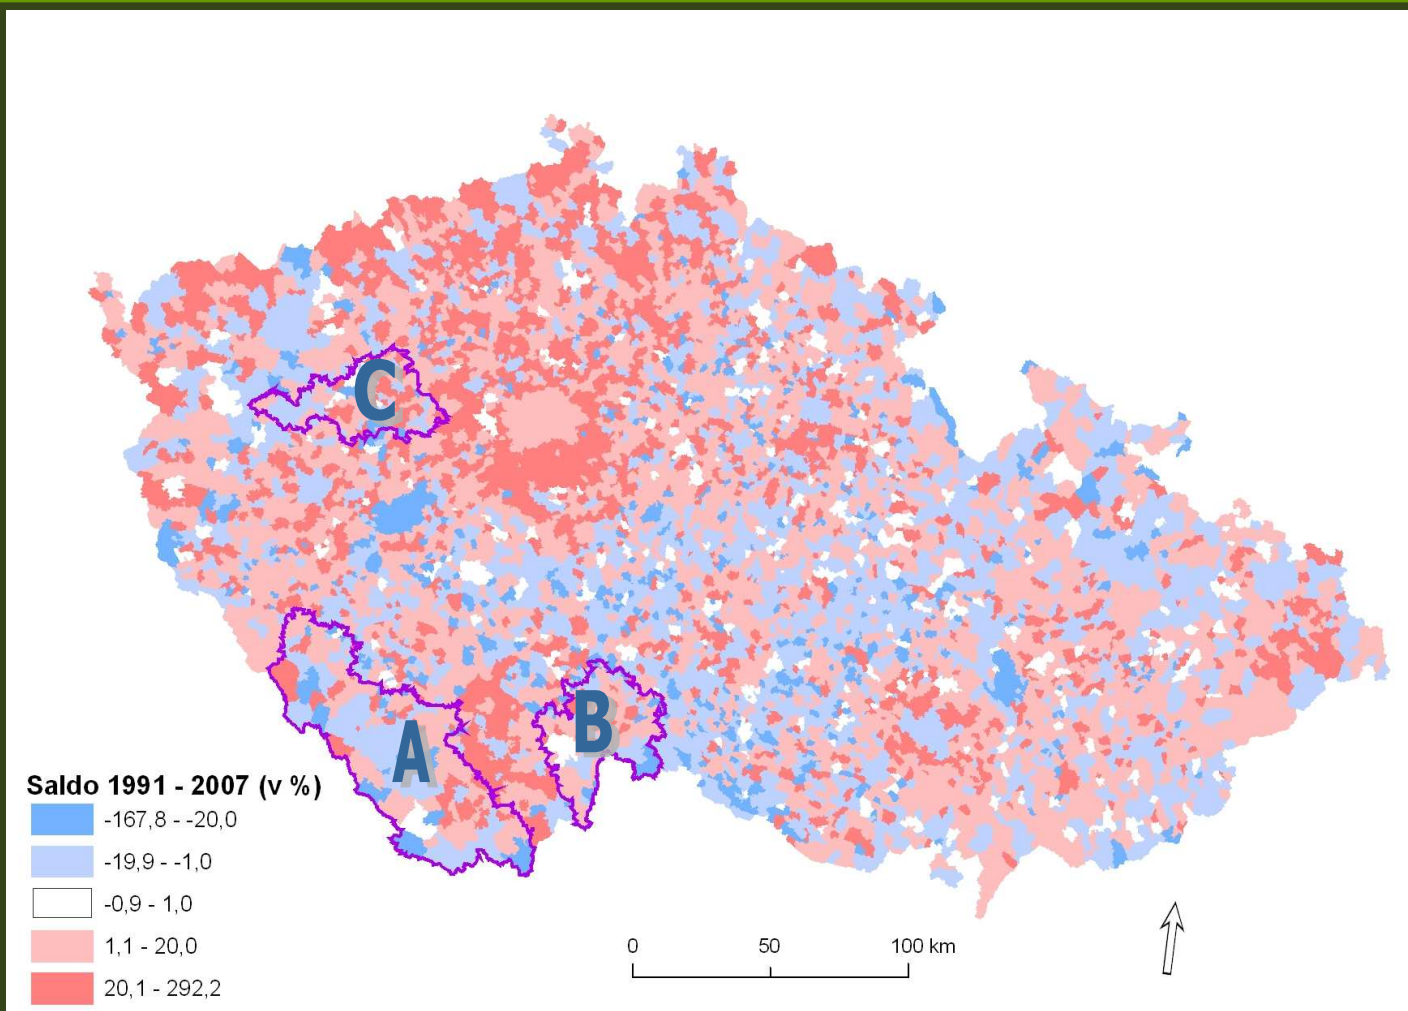 C
B
A
Saldo 1991 - 2007 (v %)
-167,8 - -20,0
-19,9 - -1,0
-0,9 - 1,0
1,1 - 20,0
20,1 - 292,2
0 50 100 km